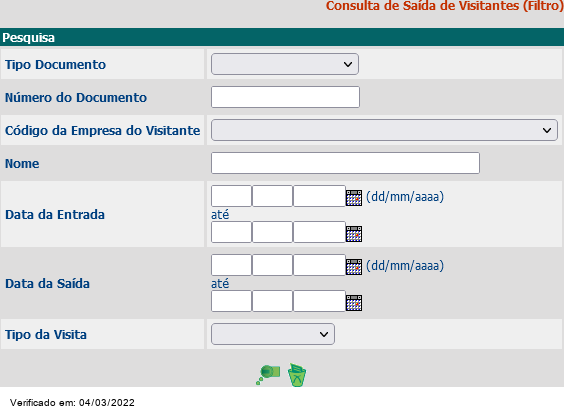 Consulta de Saída de Visitantes (Filtro)
Pesquisa
Tipo Documento
Número do Documento
Código da Empresa do Visitante
Nome
Data da Entrada
(dd/mm/aaaa)
até
Data da Saída
(dd/mm/aaaa)
até
Tipo da Visita
Verificado em: 04/03/2022